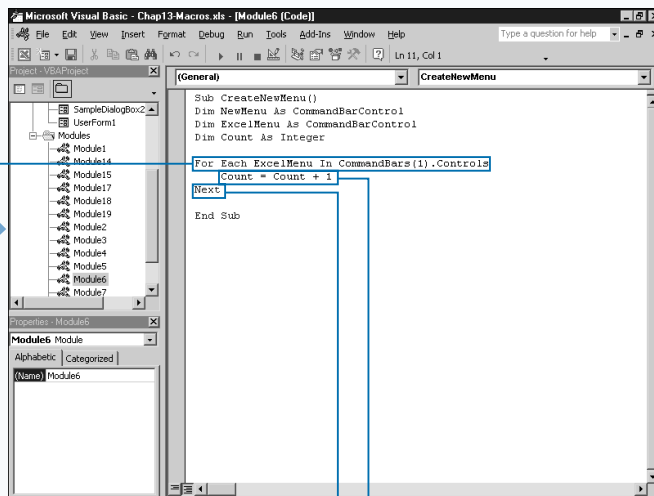 Microsoft Visual Basic - Chap13-Macros.xls - [Module6 (Code)]
File Edit View Insert Format Debug Run Tools Add-Ins Window Help
Type a question for help
Ln 11, Col 1
Project - VBAProject
(General)
CreateNewMenu
SampleDialogBox2
UserForm1
Modules
Module1
Module14
Module15
Module17
Module18
Module19
Module2
Module3
Module4
Module5
Module6
Module7
Properties - Module6
Module6 Module
Alphabetic
Categorized
(Name) Module6
Sub CreateNewMenu()
Dim NewMenu As CommandBarControl
Dim ExcelMenu As CommandBarControl
Dim Count As Integer
For Each ExcelMenu In CommandBars(1).Controls
Count = Count + 1
Next
End Sub